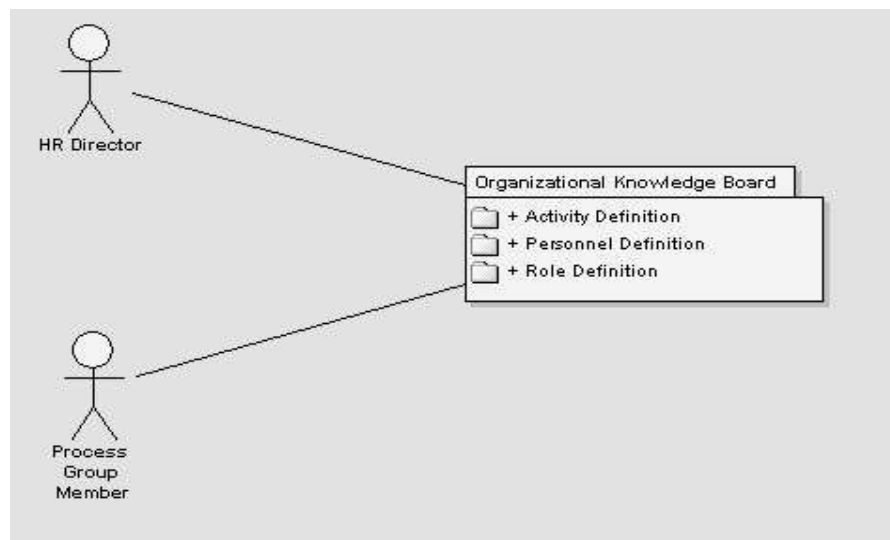 HR Director
Organizational Knowledge Board
+ Activity Definition
+ Personnel Definition
+ Role Definition
Process
Group
Member